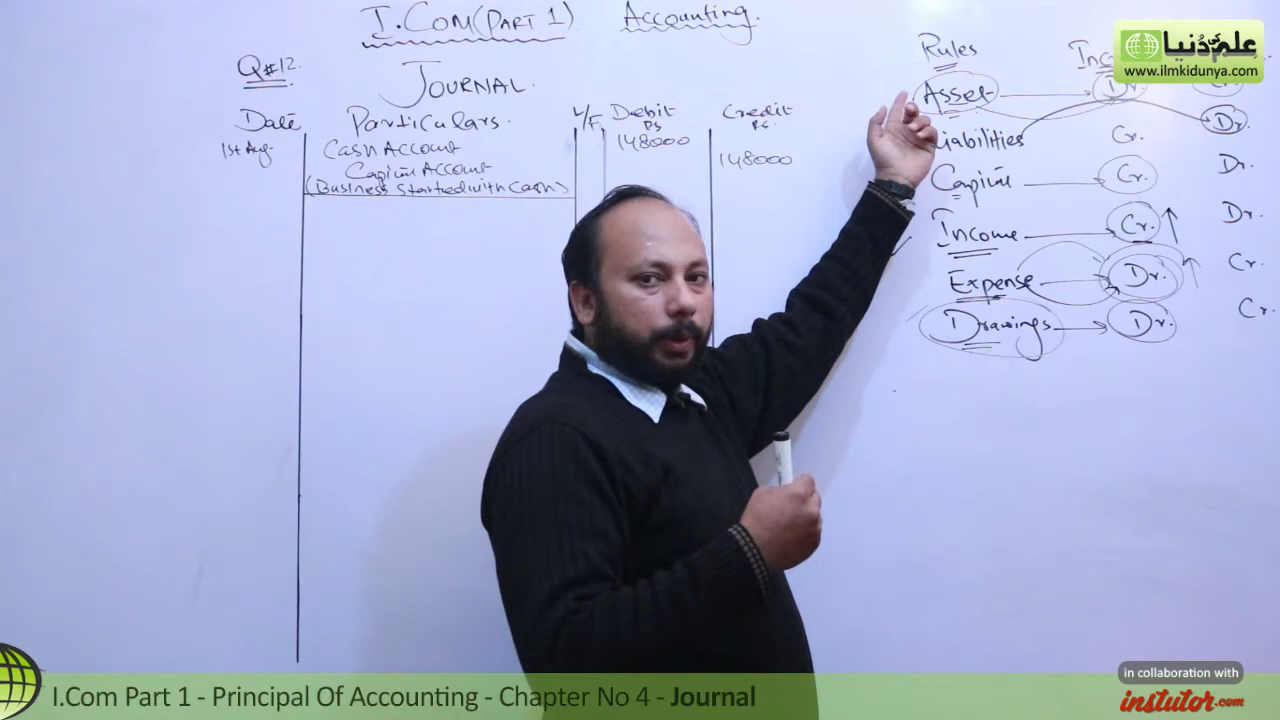 I.COM(PART 1) Accounting.
Q#12.
JOURNAL.
Date Particulars. L/F. Debit Credit
Rs Rs.
1st Aug. Cash Account 148000
Capital Account 148000
(Business Started with Cash)
Rules
Asset Dr.
Liabilities Cr. Dr.
Capital Cr. Dr.
Income Cr. Dr.
Expense Dr. Cr.
Drawings Dr. Cr.
علم کی دُنیا
www.ilmkidunya.com
I.Com Part 1 - Principal Of Accounting - Chapter No 4 - Journal
in collaboration with
instutor.com